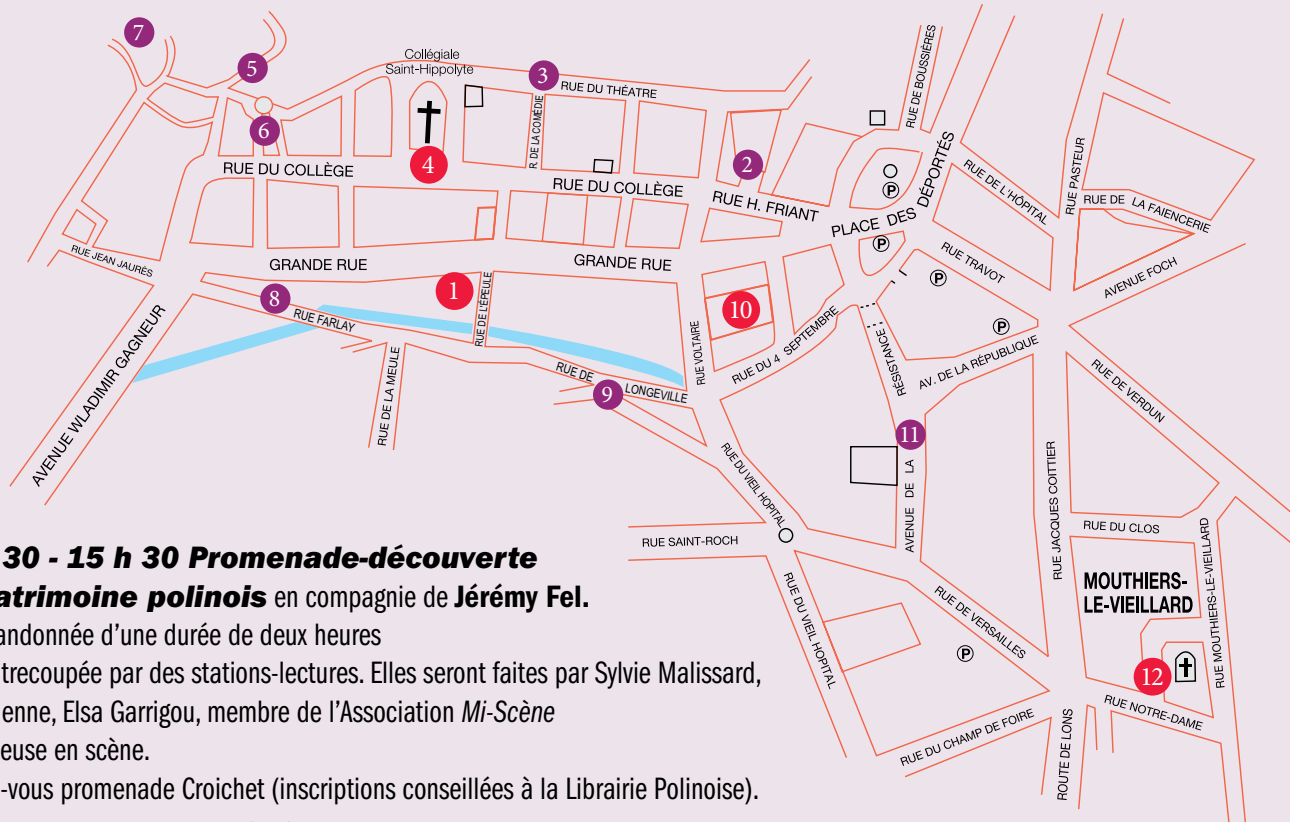 7
5
6
Collégiale
Saint-Hippolyte
3
RUE DU THÉATRE
R. DE LA COMÉDIE
4
RUE DU COLLÈGE
RUE DU COLLÈGE
2
RUE H. FRIANT
RUE DE BOUSSIÈRES
P
PLACE DES DÉPORTÉS
P
RUE DE L'HÔPITAL
RUE PASTEUR
RUE DE LA FAIENCERIE
AVENUE FOCH
RUE TRAVOT
P
RUE JEAN JAURÈS
GRANDE RUE
GRANDE RUE
8
RUE FARLAY
1
RUE DE L'ÉPEULE
10
RUE VOLTAIRE
RUE DU 4 SEPTEMBRE
P
AV. DE LA RÉPUBLIQUE
RUE DE VERDUN
AVENUE WLADIMIR GAGNEUR
RUE DE LA MEULE
RUE DE LONGEVILLE
9
11
AVENUE DE LA RÉSISTANCE
RUE DU VIEIL HOPITAL
RUE SAINT-ROCH
RUE DU VIEIL HOPITAL
RUE DE VERSAILLES
P
RUE JACQUES COITTIER
RUE DU CLOS
MOUTHIERS-
LE-VIEILLARD
RUE MOUTHIERS-LE-VIEILLARD
12
RUE NOTRE-DAME
RUE DU CHAMP DE FOIRE
ROUTE DE LONS
30 - 15 h 30 Promenade-découverte
atrimoine polinois en compagnie de Jérémy Fel.
andonnée d'une durée de deux heures
trecoupée par des stations-lectures. Elles seront faites par Sylvie Malissard,
enne, Elsa Garrigou, membre de l'Association Mi-Scène
euse en scène.
-vous promenade Croichet (inscriptions conseillées à la Librairie Polinoise).